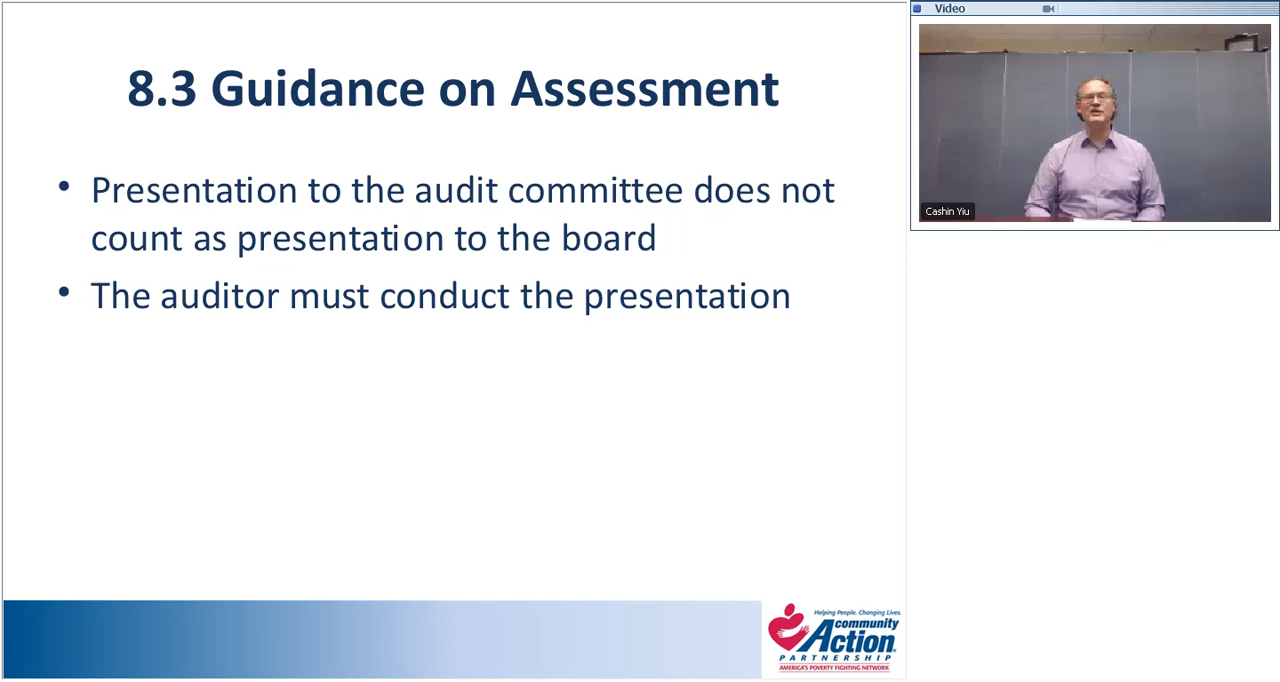 8.3 Guidance on Assessment
• Presentation to the audit committee does not
count as presentation to the board
• The auditor must conduct the presentation
Helping People. Changing Lives.
community
Action
PARTNERSHIP
AMERICA'S POVERTY FIGHTING NETWORK
Video
Cashin Yiu